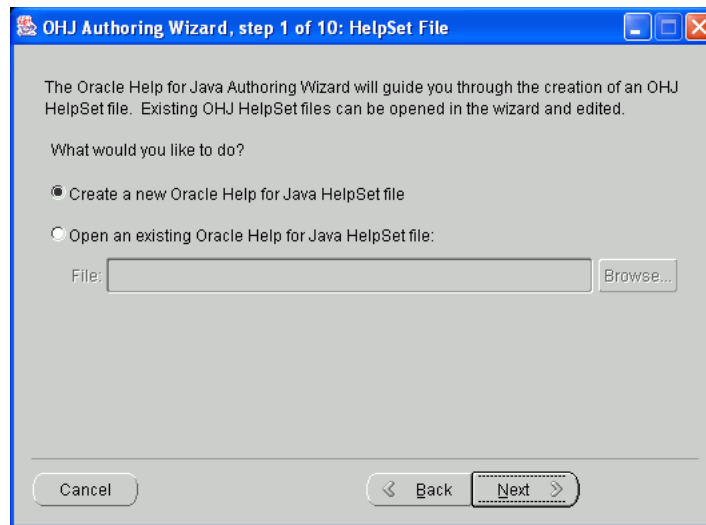 OHJ Authoring Wizard, step 1 of 10: HelpSet File
The Oracle Help for Java Authoring Wizard will guide you through the creation of an OHJ
HelpSet file.  Existing OHJ HelpSet files can be opened in the wizard and edited.
What would you like to do?
Create a new Oracle Help for Java HelpSet file
Open an existing Oracle Help for Java HelpSet file:
File:
Browse...
Cancel
Back
Next